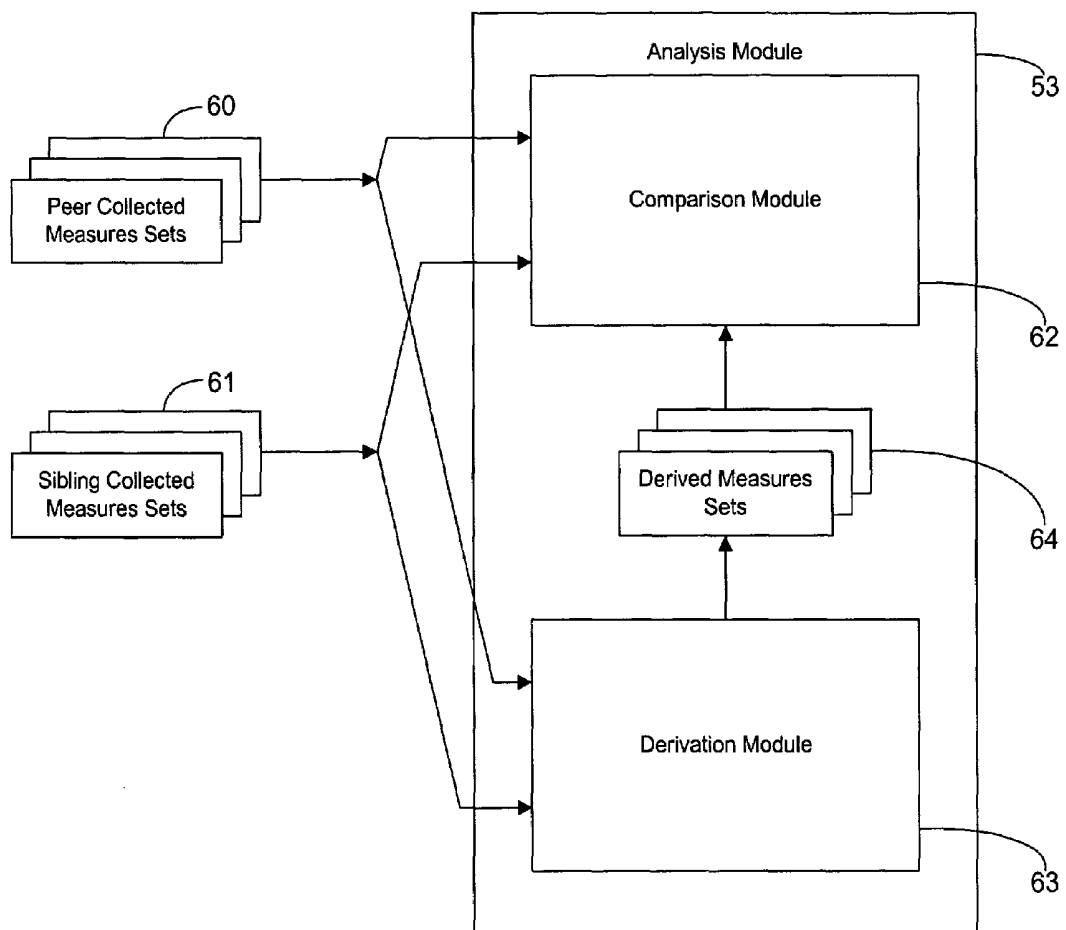 Analysis Module
53
60
Peer Collected
Measures Sets
Comparison Module
62
61
Sibling Collected
Measures Sets
Derived Measures
Sets
64
Derivation Module
63